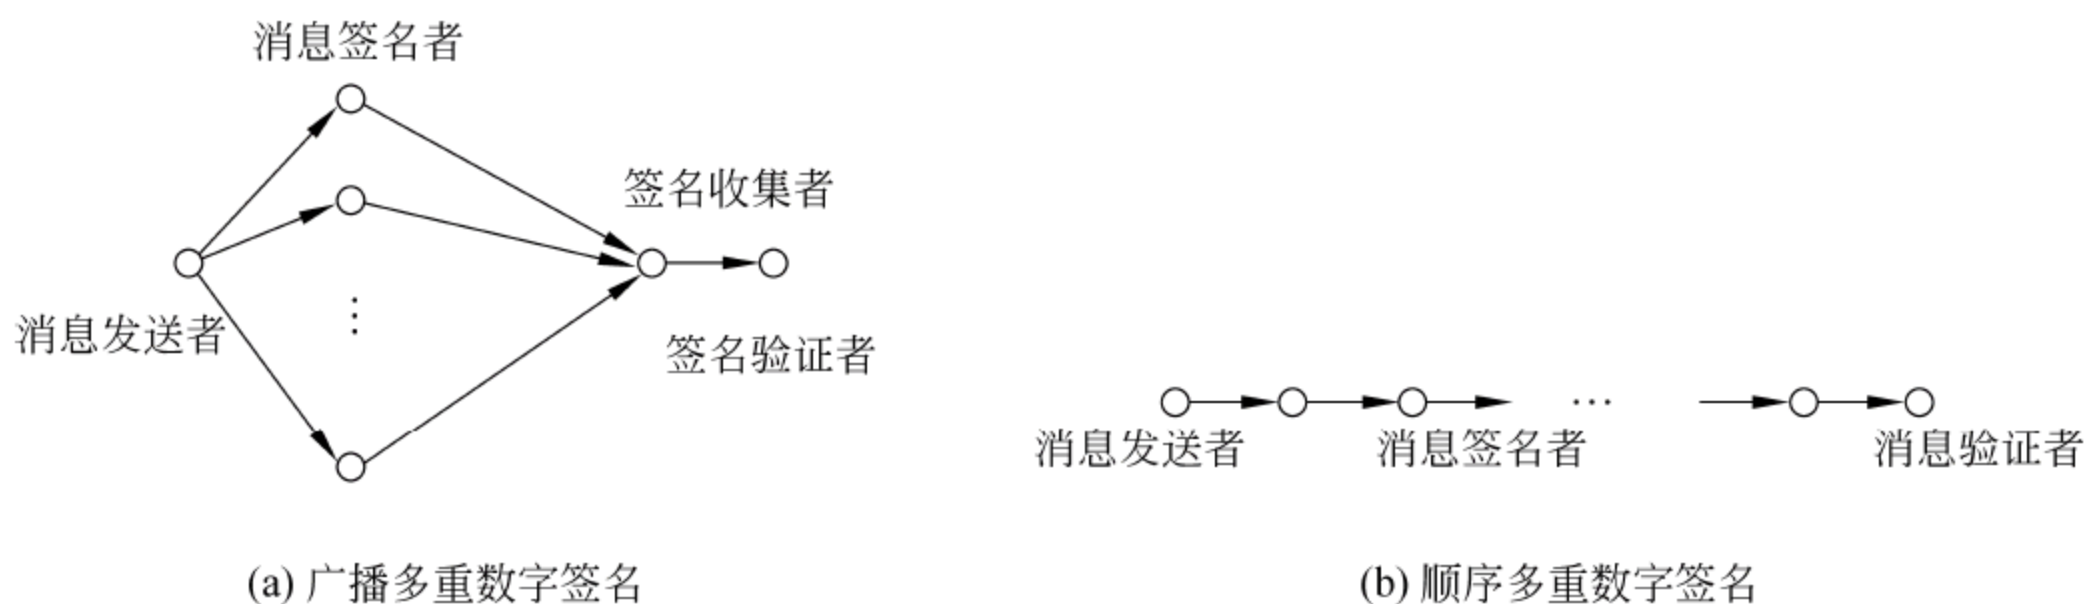 消息签名者
签名收集者
消息发送者
⋮
签名验证者
(a) 广播多重数字签名
…
消息发送者
消息签名者
消息验证者
(b) 顺序多重数字签名